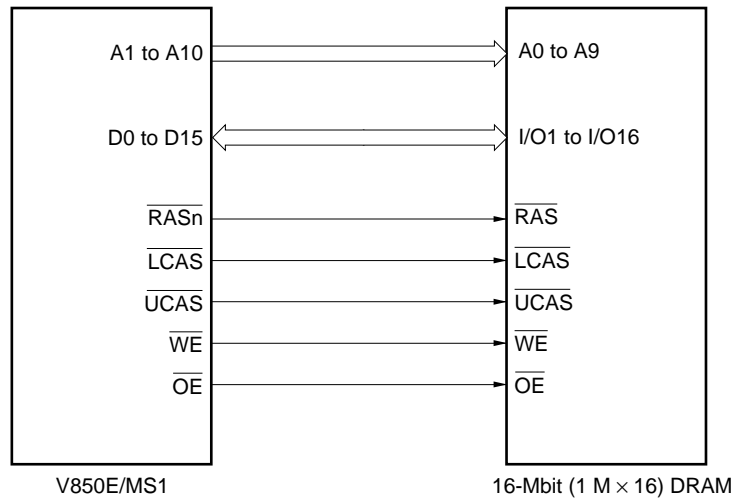 A1 to A10 A0 to A9
D0 to D15 I/O1 to I/O16
RASn RAS
LCAS LCAS
UCAS UCAS
WE WE
OE OE
V850E/MS1 16-Mbit (1 M × 16) DRAM